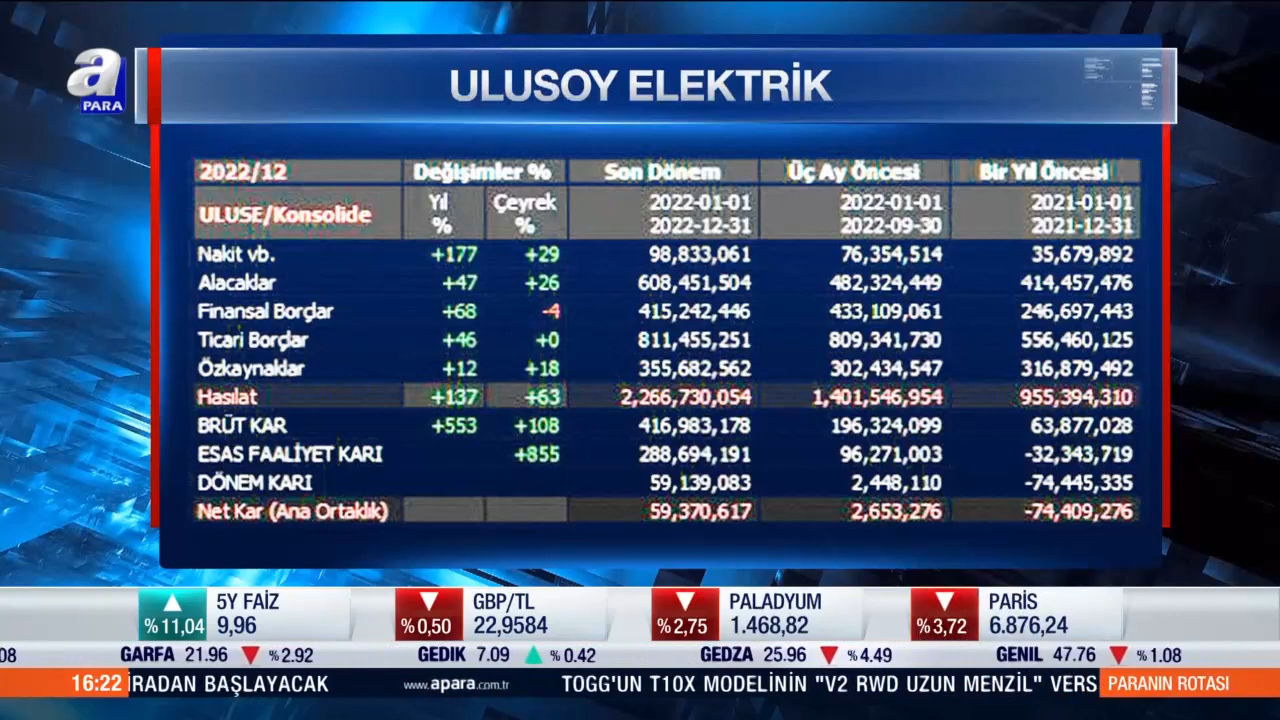 a
PARA
ULUSOY ELEKTRİK
2022/12 Değişimler % Son Dönem Üç Ay Öncesi Bir Yıl Öncesi
ULUSE/Konsolide Yıl % Çeyrek % 2022-01-01 2022-12-31 2022-01-01 2022-09-30 2021-01-01 2021-12-31
Nakit vb. +177 +29 98,833,061 76,354,514 35,679,892
Alacaklar +47 +26 608,451,504 482,324,449 414,457,476
Finansal Borçlar +68 -4 415,242,446 433,109,061 246,697,443
Ticari Borçlar +46 +0 811,455,251 809,341,730 556,460,125
Özkaynaklar +12 +18 355,682,562 302,434,547 316,879,492
Hasılat +137 +63 2,266,730,054 1,401,546,954 955,394,310
BRÜT KAR +553 +108 416,983,178 196,324,099 63,877,028
ESAS FAALİYET KARI +855 288,694,191 96,271,003 -32,343,719
DÖNEM KARI 59,139,083 2,448,110 -74,445,335
Net Kar (Ana Ortaklık) 59,370,617 2,653,276 -74,409,276
%11,04 5Y FAİZ 9,96 %0,50 GBP/TL 22,9584 %2,75 PALADYUM 1.468,82 %3,72 PARİS 6.876,24
08 GARFA 21.96 %2.92 GEDIK 7.09 %0.42 GEDZA 25.96 %4.49 GENIL 47.76 %1.08
16:22 İRADAN BAŞLAYACAK www.apara.com.tr TOGG'UN T10X MODELİNİN "V2 RWD UZUN MENZİL" VERS PARANIN ROTASI